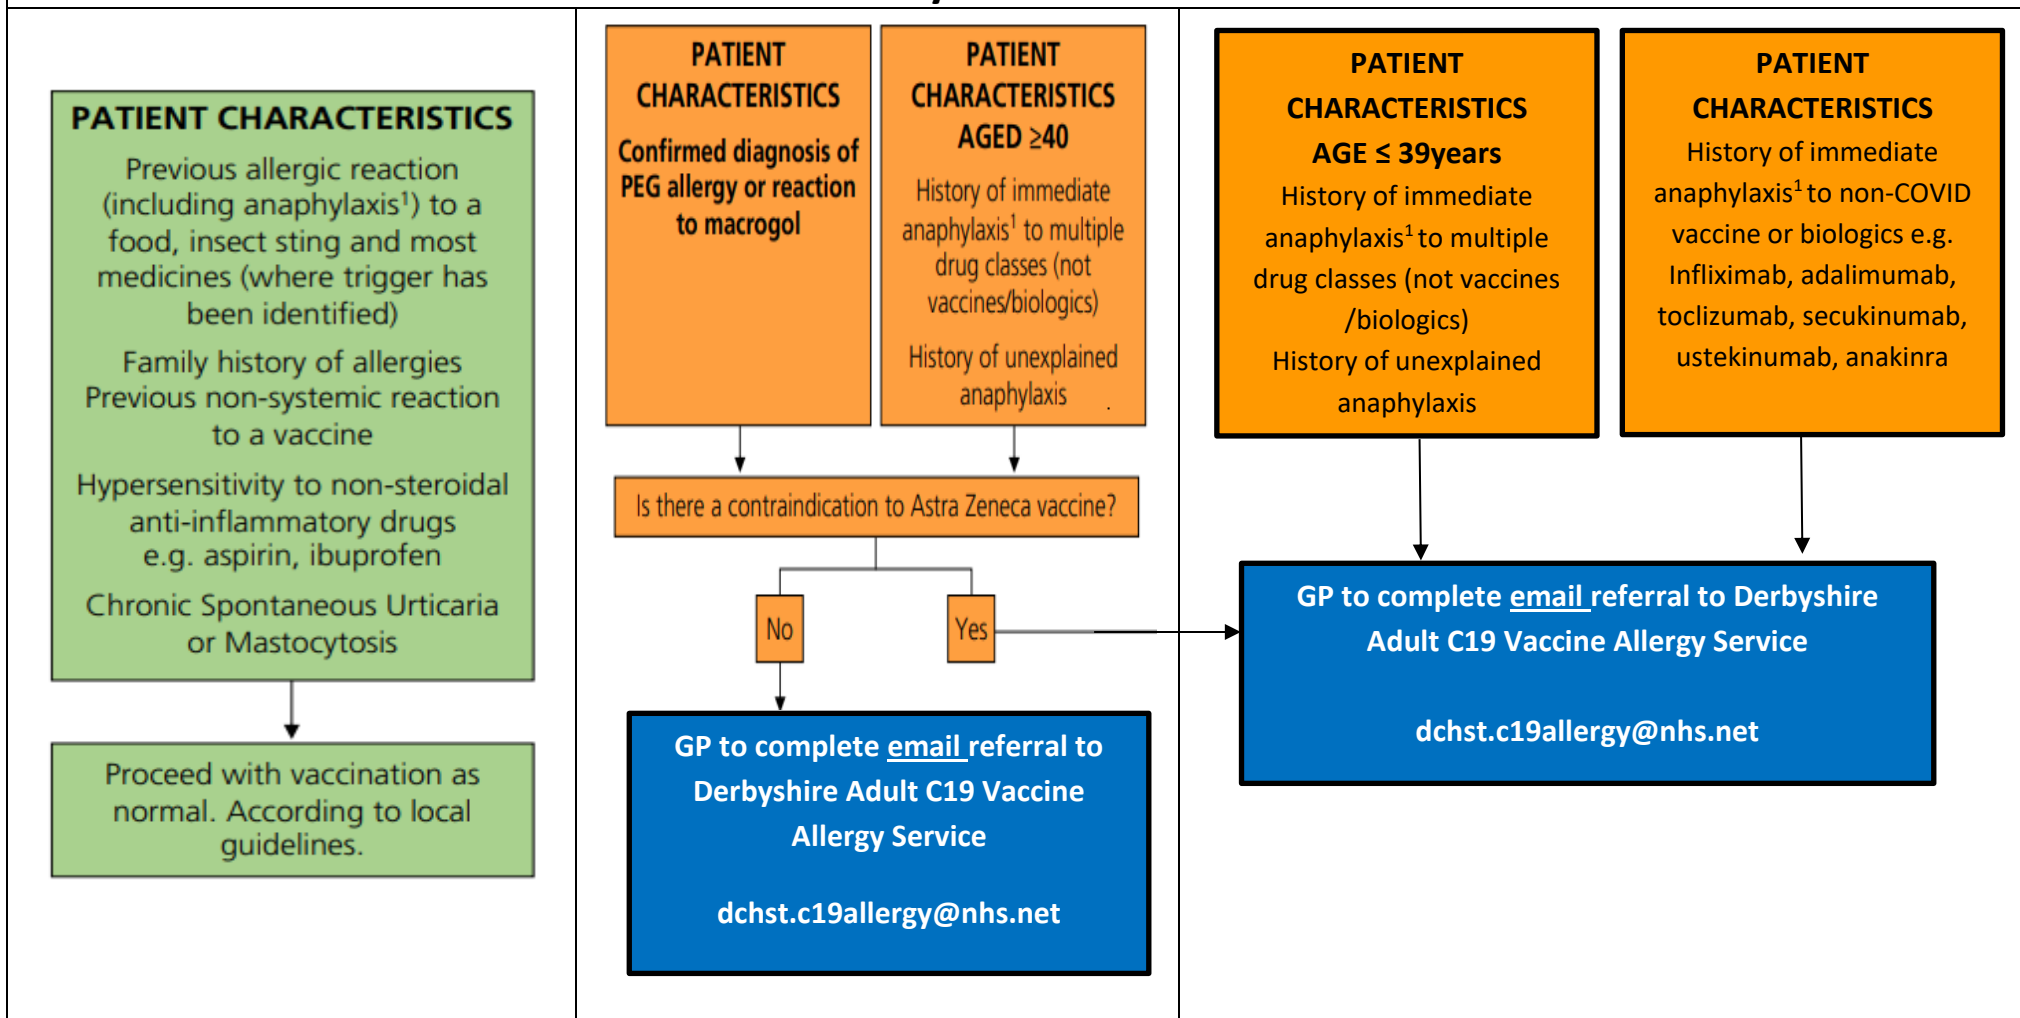 PATIENT CHARACTERISTICS
Previous allergic reaction
(including anaphylaxis¹) to a
food, insect sting and most
medicines (where trigger has
been identified)
Family history of allergies
Previous non-systemic reaction
to a vaccine
Hypersensitivity to non-steroidal
anti-inflammatory drugs
e.g. aspirin, ibuprofen
Chronic Spontaneous Urticaria
or Mastocytosis
Proceed with vaccination as
normal. According to local
guidelines.
PATIENT
CHARACTERISTICS
Confirmed diagnosis of
PEG allergy or reaction
to macrogol
PATIENT
CHARACTERISTICS
AGED ≥40
History of immediate
anaphylaxis¹ to multiple
drug classes (not
vaccines/biologics)
History of unexplained
anaphylaxis
.
Is there a contraindication to Astra Zeneca vaccine?
No
Yes
GP to complete email referral to
Derbyshire Adult C19 Vaccine
Allergy Service
dchst.c19allergy@nhs.net
PATIENT
CHARACTERISTICS
AGE ≤ 39years
History of immediate
anaphylaxis¹ to multiple
drug classes (not vaccines
/biologics)
History of unexplained
anaphylaxis
PATIENT
CHARACTERISTICS
History of immediate
anaphylaxis¹ to non-COVID
vaccine or biologics e.g.
Infliximab, adalimumab,
toclizumab, secukinumab,
ustekinumab, anakinra
GP to complete email referral to Derbyshire
Adult C19 Vaccine Allergy Service
dchst.c19allergy@nhs.net